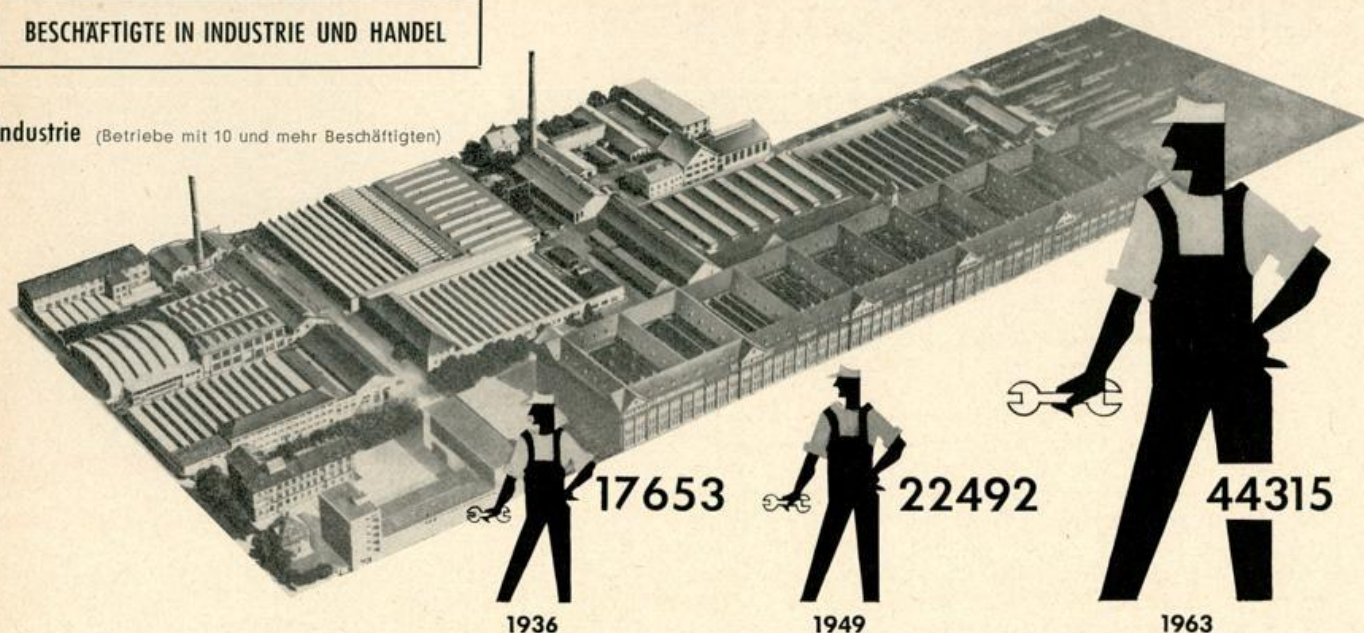 BESCHÄFTIGTE IN INDUSTRIE UND HANDEL
ndustrie (Betriebe mit 10 und mehr Beschäftigten)
17653 22492 44315
1936 1949 1963